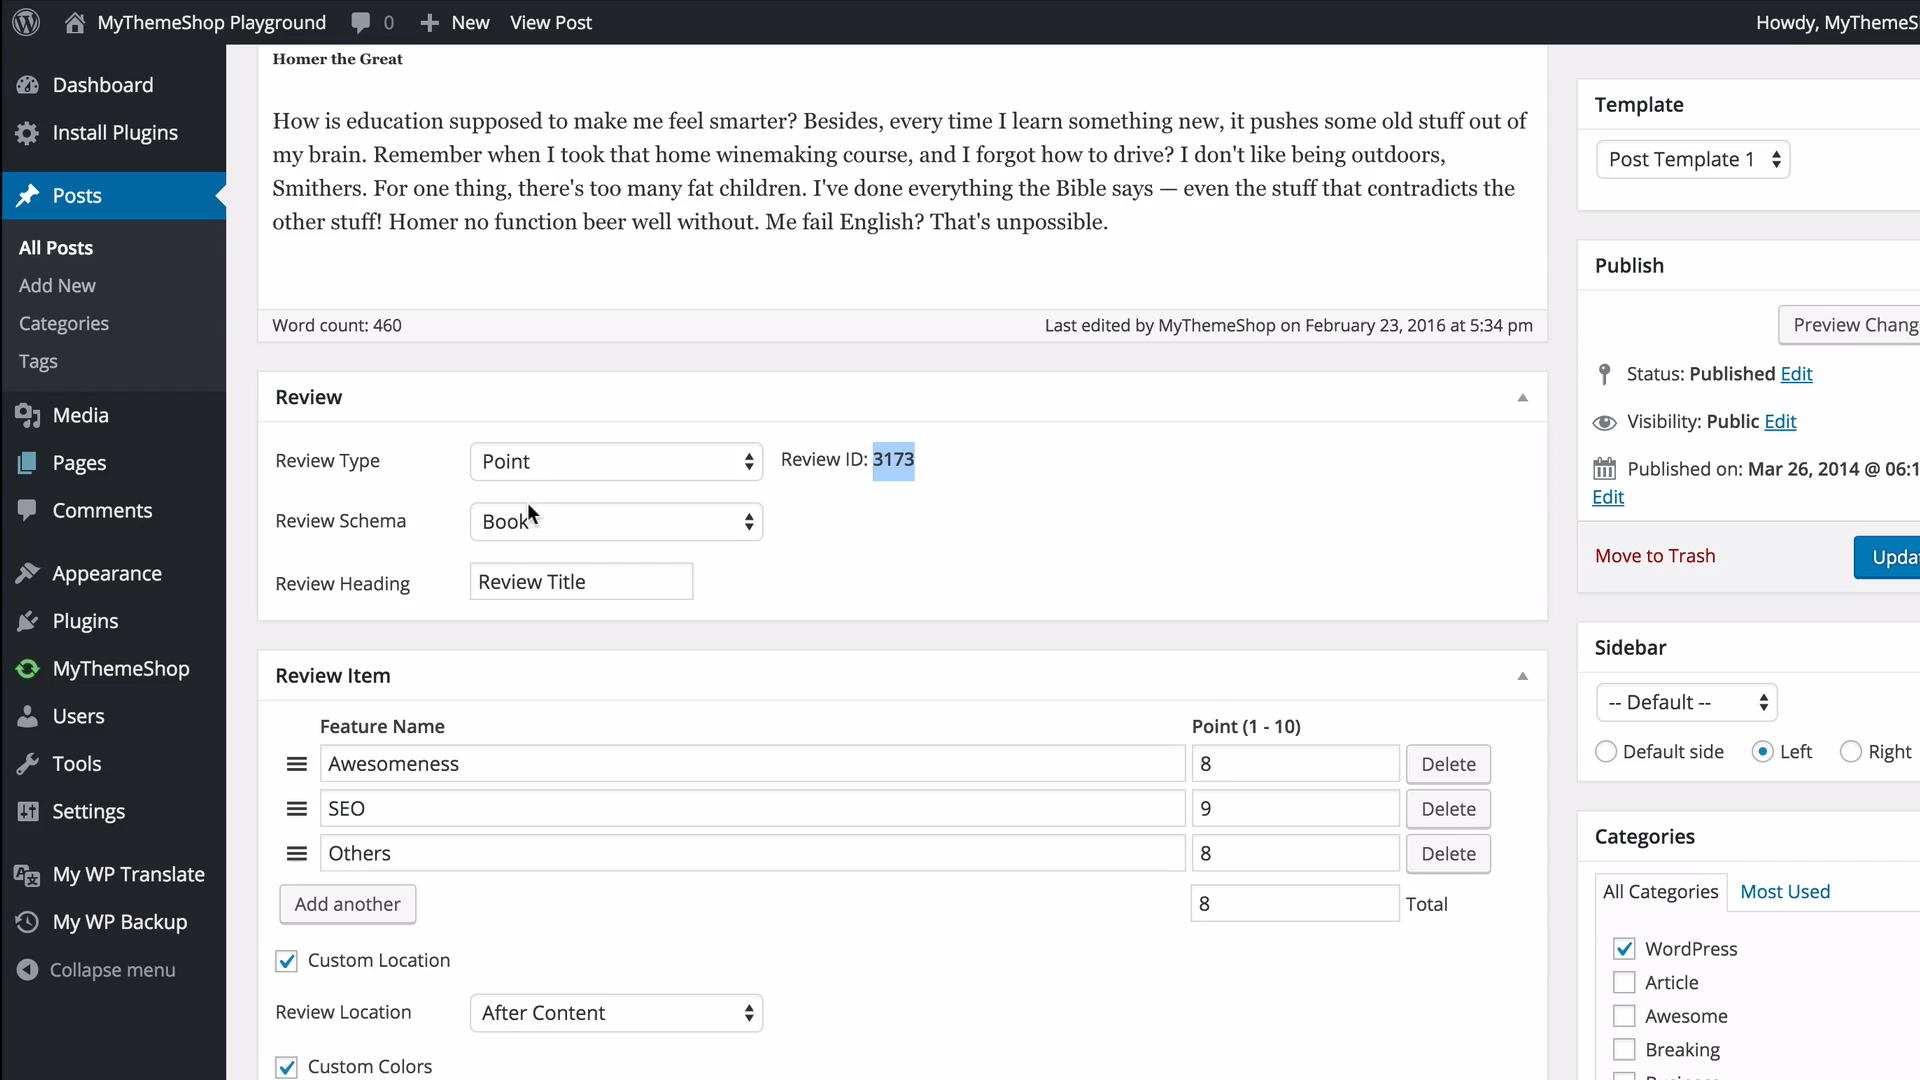 MyThemeShop Playground 0 New View Post Howdy, MyThemeS
Dashboard
Install Plugins
Posts
All Posts
Add New
Categories
Tags
Media
Pages
Comments
Appearance
Plugins
MyThemeShop
Users
Tools
Settings
My WP Translate
My WP Backup
Collapse menu
Homer the Great
How is education supposed to make me feel smarter? Besides, every time I learn something new, it pushes some old stuff out of
my brain. Remember when I took that home winemaking course, and I forgot how to drive? I don't like being outdoors,
Smithers. For one thing, there's too many fat children. I've done everything the Bible says — even the stuff that contradicts the
other stuff! Homer no function beer well without. Me fail English? That's unpossible.
Word count: 460 Last edited by MyThemeShop on February 23, 2016 at 5:34 pm
Review
Review Type Point Review ID: 3173
Review Schema Book
Review Heading Review Title
Review Item
Feature Name Point (1 - 10)
Awesomeness 8 Delete
SEO 9 Delete
Others 8 Delete
Add another 8 Total
Custom Location
Review Location After Content
Custom Colors
Template
Post Template 1
Publish
Preview Chang
Status: Published Edit
Visibility: Public Edit
Published on: Mar 26, 2014 @ 06:1
Edit
Move to Trash Upda
Sidebar
-- Default --
Default side Left Right
Categories
All Categories Most Used
WordPress
Article
Awesome
Breaking